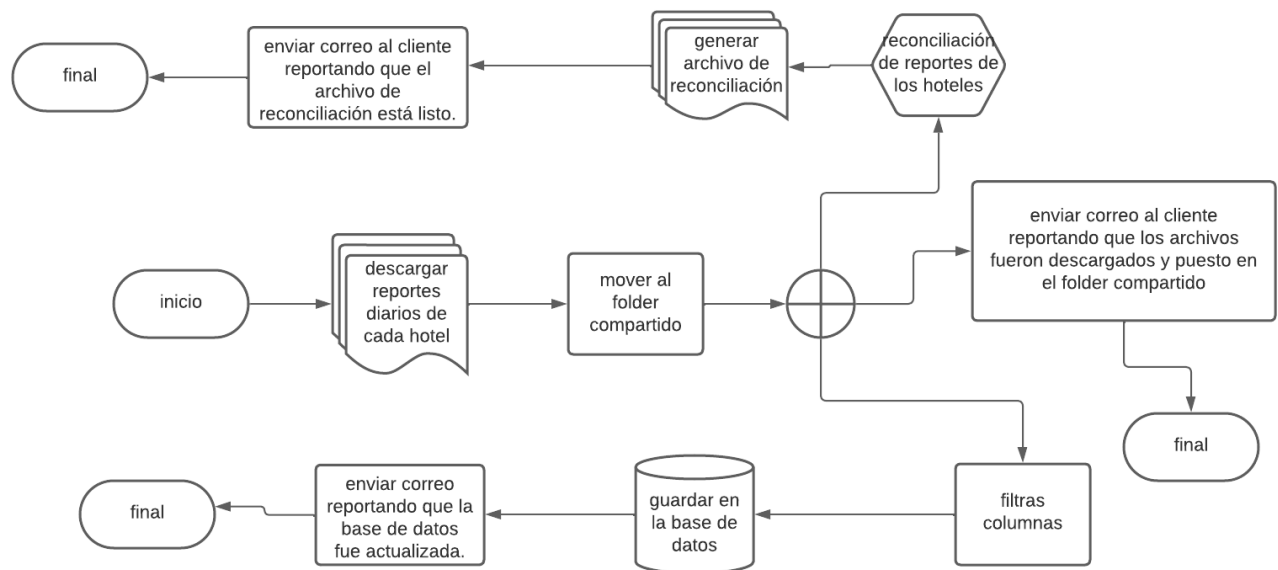 final
enviar correo al cliente
reportando que el
archivo de
reconciliación está listo.
generar
archivo de
reconciliación
reconciliación
de reportes de
los hoteles
inicio
descargar
reportes
diarios de
cada hotel
mover al
folder
compartido
enviar correo al cliente
reportando que los archivos
fueron descargados y puesto en
el folder compartido
final
final
enviar correo
reportando que la
base de datos
fue actualizada.
guardar en
la base de
datos
filtras
columnas